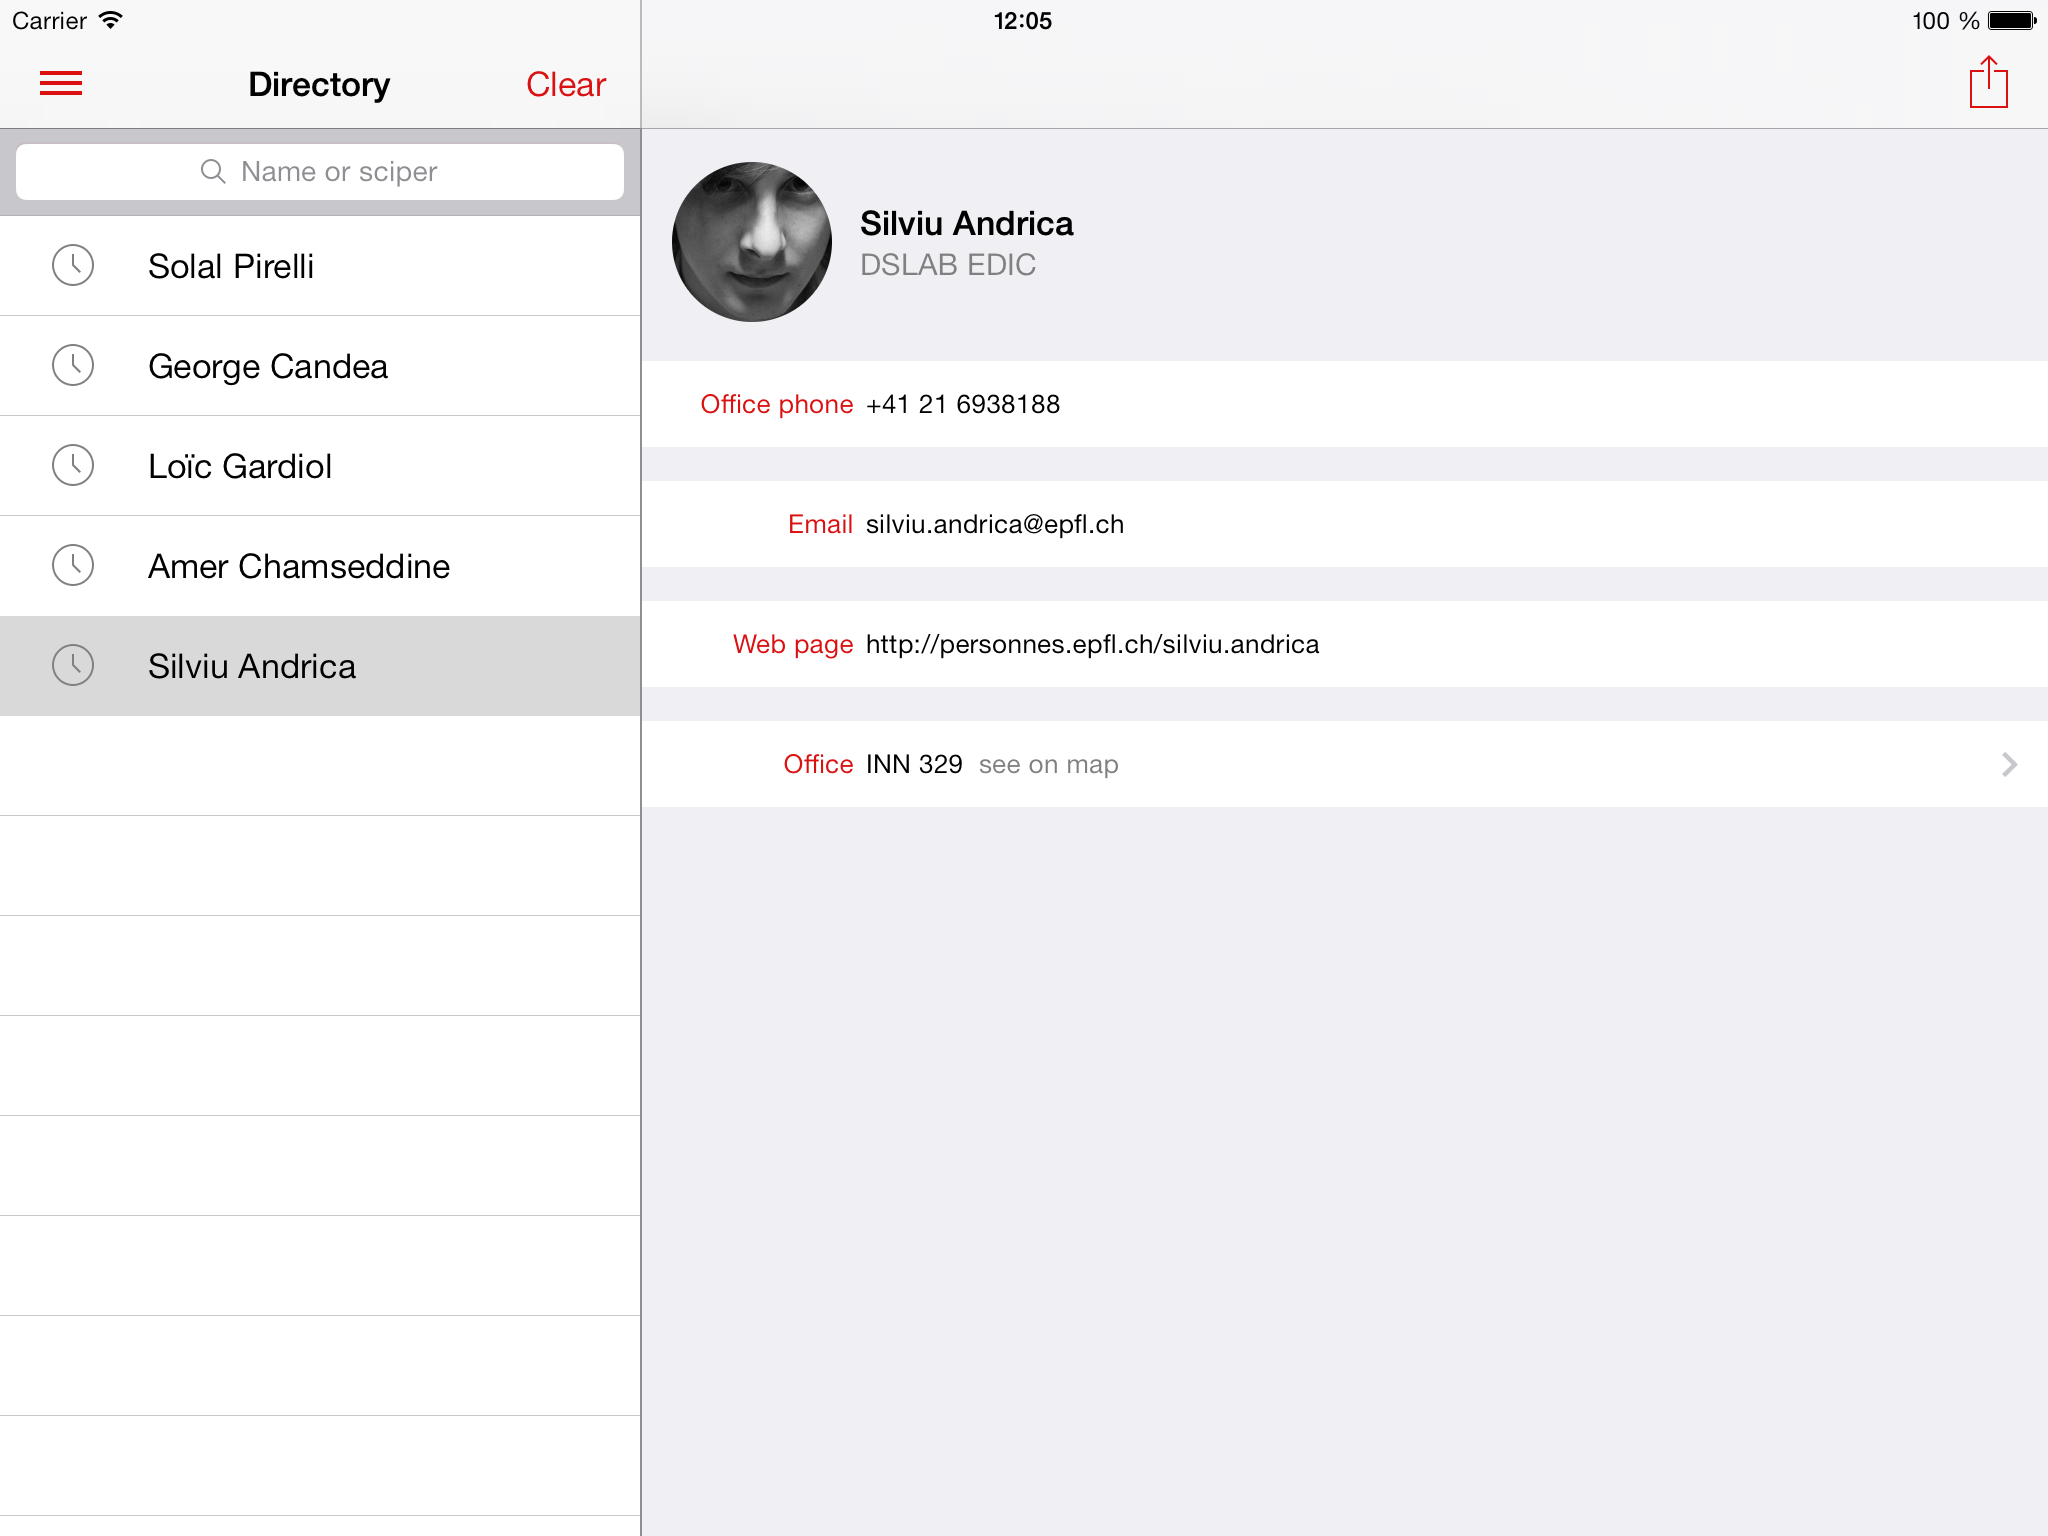 Carrier
12:05
100 %
Directory
Clear
Name or sciper
Solal Pirelli
George Candea
Loïc Gardiol
Amer Chamseddine
Silviu Andrica
Silviu Andrica
DSLAB EDIC
Office phone +41 21 6938188
Email silviu.andrica@epfl.ch
Web page http://personnes.epfl.ch/silviu.andrica
Office INN 329 see on map